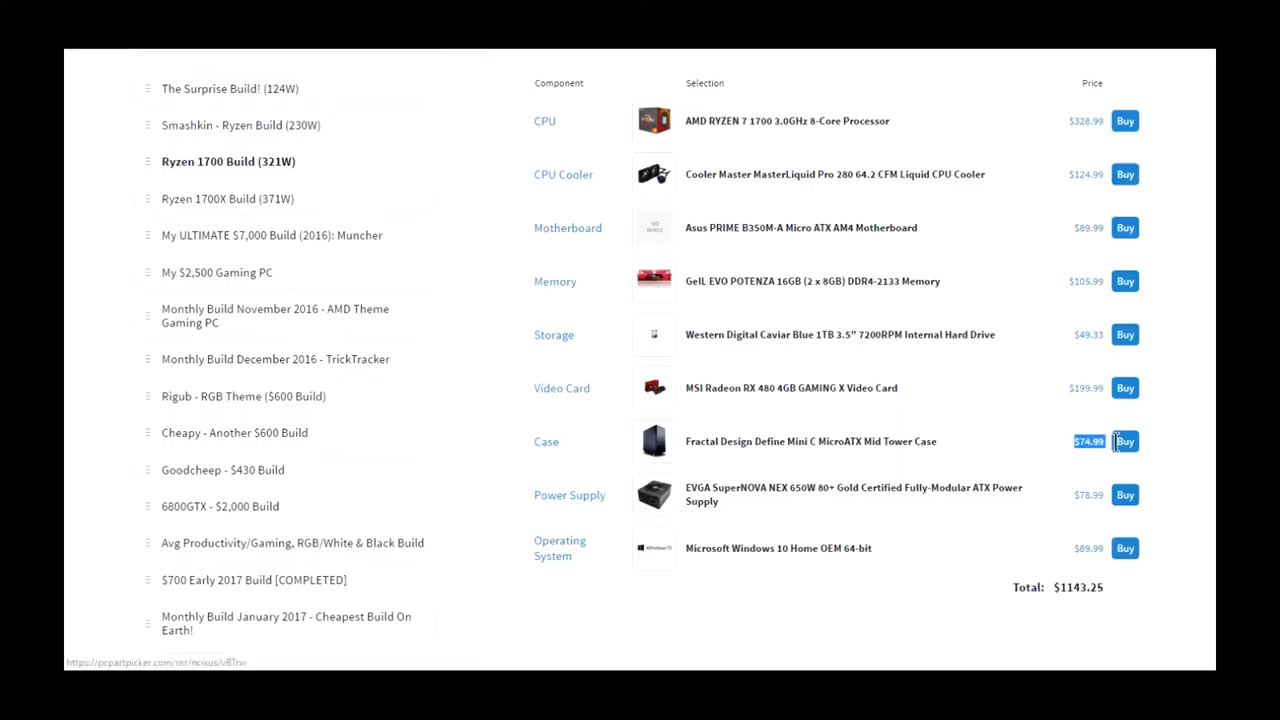 The Surprise Build! (124W)
Smashkin - Ryzen Build (230W)
Ryzen 1700 Build (321W)
Ryzen 1700X Build (371W)
My ULTIMATE $7,000 Build (2016): Muncher
My $2,500 Gaming PC
Monthly Build November 2016 - AMD Theme
Gaming PC
Monthly Build December 2016 - TrickTracker
Rigub - RGB Theme ($600 Build)
Cheapy - Another $600 Build
Goodcheep - $430 Build
6800GTX - $2,000 Build
Avg Productivity/Gaming, RGB/White & Black Build
$700 Early 2017 Build [COMPLETED]
Monthly Build January 2017 - Cheapest Build On
Earth!
Component Selection Price
CPU AMD RYZEN 7 1700 3.0GHz 8-Core Processor $328.99 Buy
CPU Cooler Cooler Master MasterLiquid Pro 280 64.2 CFM Liquid CPU Cooler $124.99 Buy
Motherboard NO IMAGE Asus PRIME B350M-A Micro ATX AM4 Motherboard $89.99 Buy
Memory GeIL EVO POTENZA 16GB (2 x 8GB) DDR4-2133 Memory $105.99 Buy
Storage Western Digital Caviar Blue 1TB 3.5" 7200RPM Internal Hard Drive $49.33 Buy
Video Card MSI Radeon RX 480 4GB GAMING X Video Card $199.99 Buy
Case Fractal Design Define Mini C MicroATX Mid Tower Case $74.99 Buy
Power Supply EVGA SuperNOVA NEX 650W 80+ Gold Certified Fully-Modular ATX Power
Supply $78.99 Buy
Operating
System Microsoft Windows 10 Home OEM 64-bit $89.99 Buy
Total: $1143.25